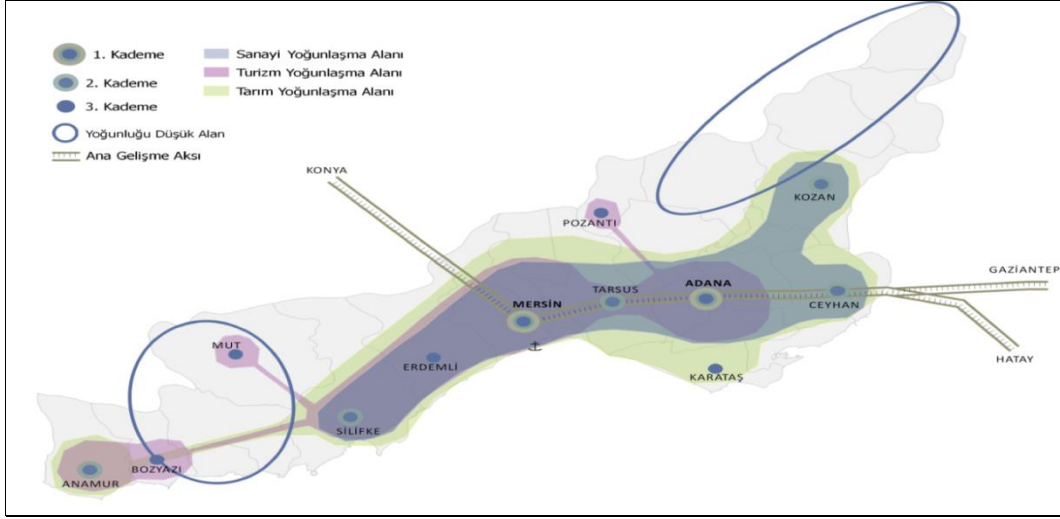 1. Kademe
2. Kademe
3. Kademe
Yoğunluğu Düşük Alan
Ana Gelişme Aksı
Sanayi Yoğunlaşma Alanı
Turizm Yoğunlaşma Alanı
Tarım Yoğunlaşma Alanı
KONYA
KOZAN
POZANTI
GAZİANTEP
ADANA
TARSUS
MERSİN
CEYHAN
MUT
ERDEMLİ
HATAY
KARATAŞ
SİLİFKE
BOZYAZI
ANAMUR